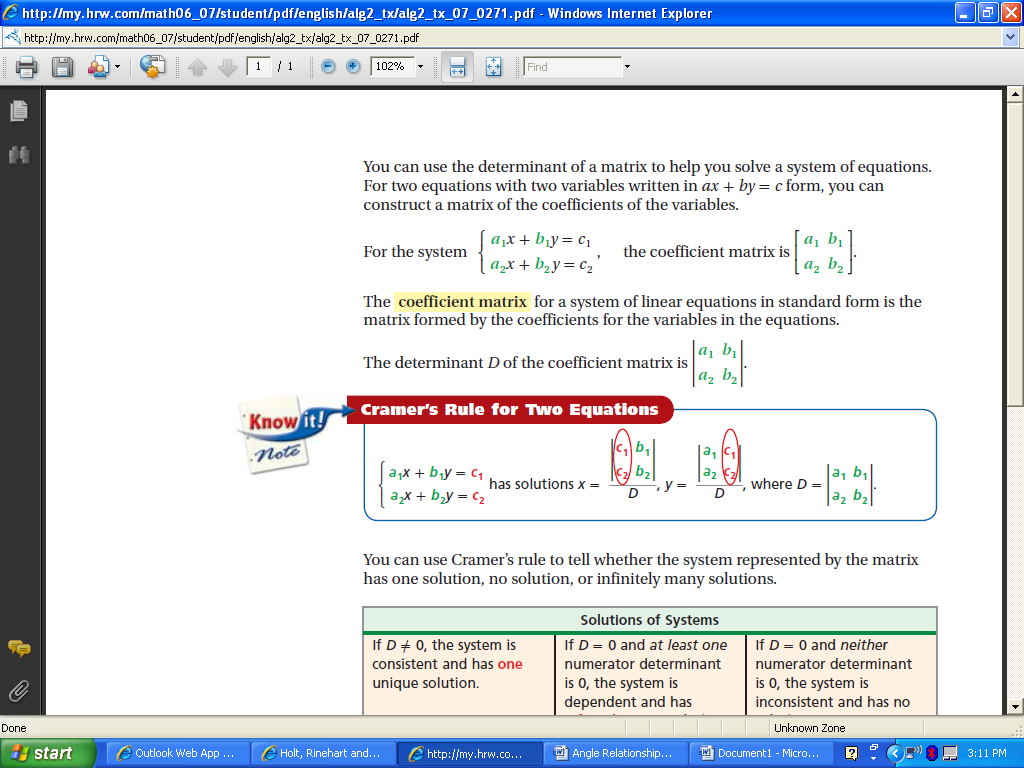 http://my.hrw.com/math06_07/student/pdf/english/alg2_tx/alg2_tx_07_0271.pdf - Windows Internet Explorer
http://my.hrw.com/math06_07/student/pdf/english/alg2_tx/alg2_tx_07_0271.pdf
1 / 1 102% Find
You can use the determinant of a matrix to help you solve a system of equations.
For two equations with two variables written in ax + by = c form, you can
construct a matrix of the coefficients of the variables.
For the system { a₁x + b₁y = c₁ , the coefficient matrix is [ a₁ b₁ ] .
a₂x + b₂y = c₂ a₂ b₂
The coefficient matrix for a system of linear equations in standard form is the
matrix formed by the coefficients for the variables in the equations.
The determinant D of the coefficient matrix is | a₁ b₁ | .
a₂ b₂
Know it!
Note
Cramer's Rule for Two Equations
{ a₁x + b₁y = c₁ has solutions x = | c₁ b₁ | , y = | a₁ c₁ | , where D = | a₁ b₁ | .
a₂x + b₂y = c₂ c₂ b₂ a₂ c₂ a₂ b₂
D D
You can use Cramer's rule to tell whether the system represented by the matrix
has one solution, no solution, or infinitely many solutions.
Solutions of Systems
If D ≠ 0, the system is
consistent and has one
unique solution.
If D = 0 and at least one
numerator determinant
is 0, the system is
dependent and has
If D = 0 and neither
numerator determinant
is 0, the system is
inconsistent and has no
Done Unknown Zone
start Outlook Web App ... Holt, Rinehart and... http://my.hrw.co... Angle Relationship... Document1 - Micro... 3:11 PM